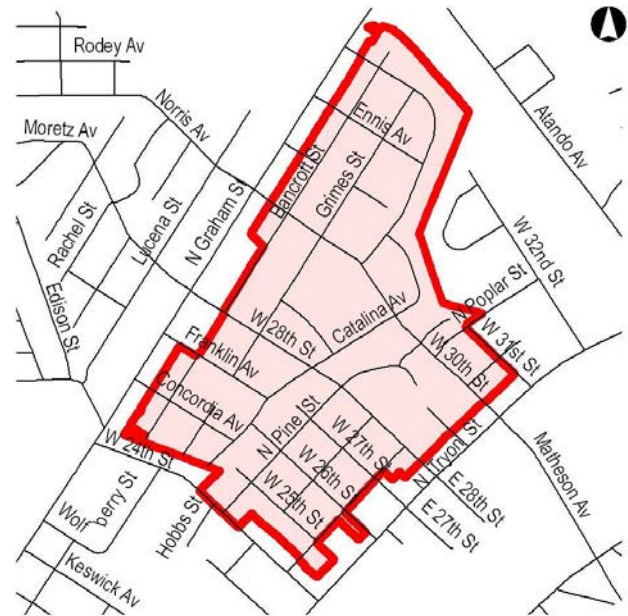 Rodey Av
Moretz Av
Norris Av
Ennis Av
Atando Av
Bancroft St
Grimes St
Rachel St
Lucena St
N Graham St
W 32nd St
Edison St
N Poplar St
W 28th St
Catalina Av
W 31st St
Franklin Av
W 30th St
Concordia Av
N Pine St
W 27th St
N Tryon St
W 24th St
W 26th St
Matheson Av
W 25th St
E 28th St
E 27th St
Hobbs St
berry St
Keswick Av